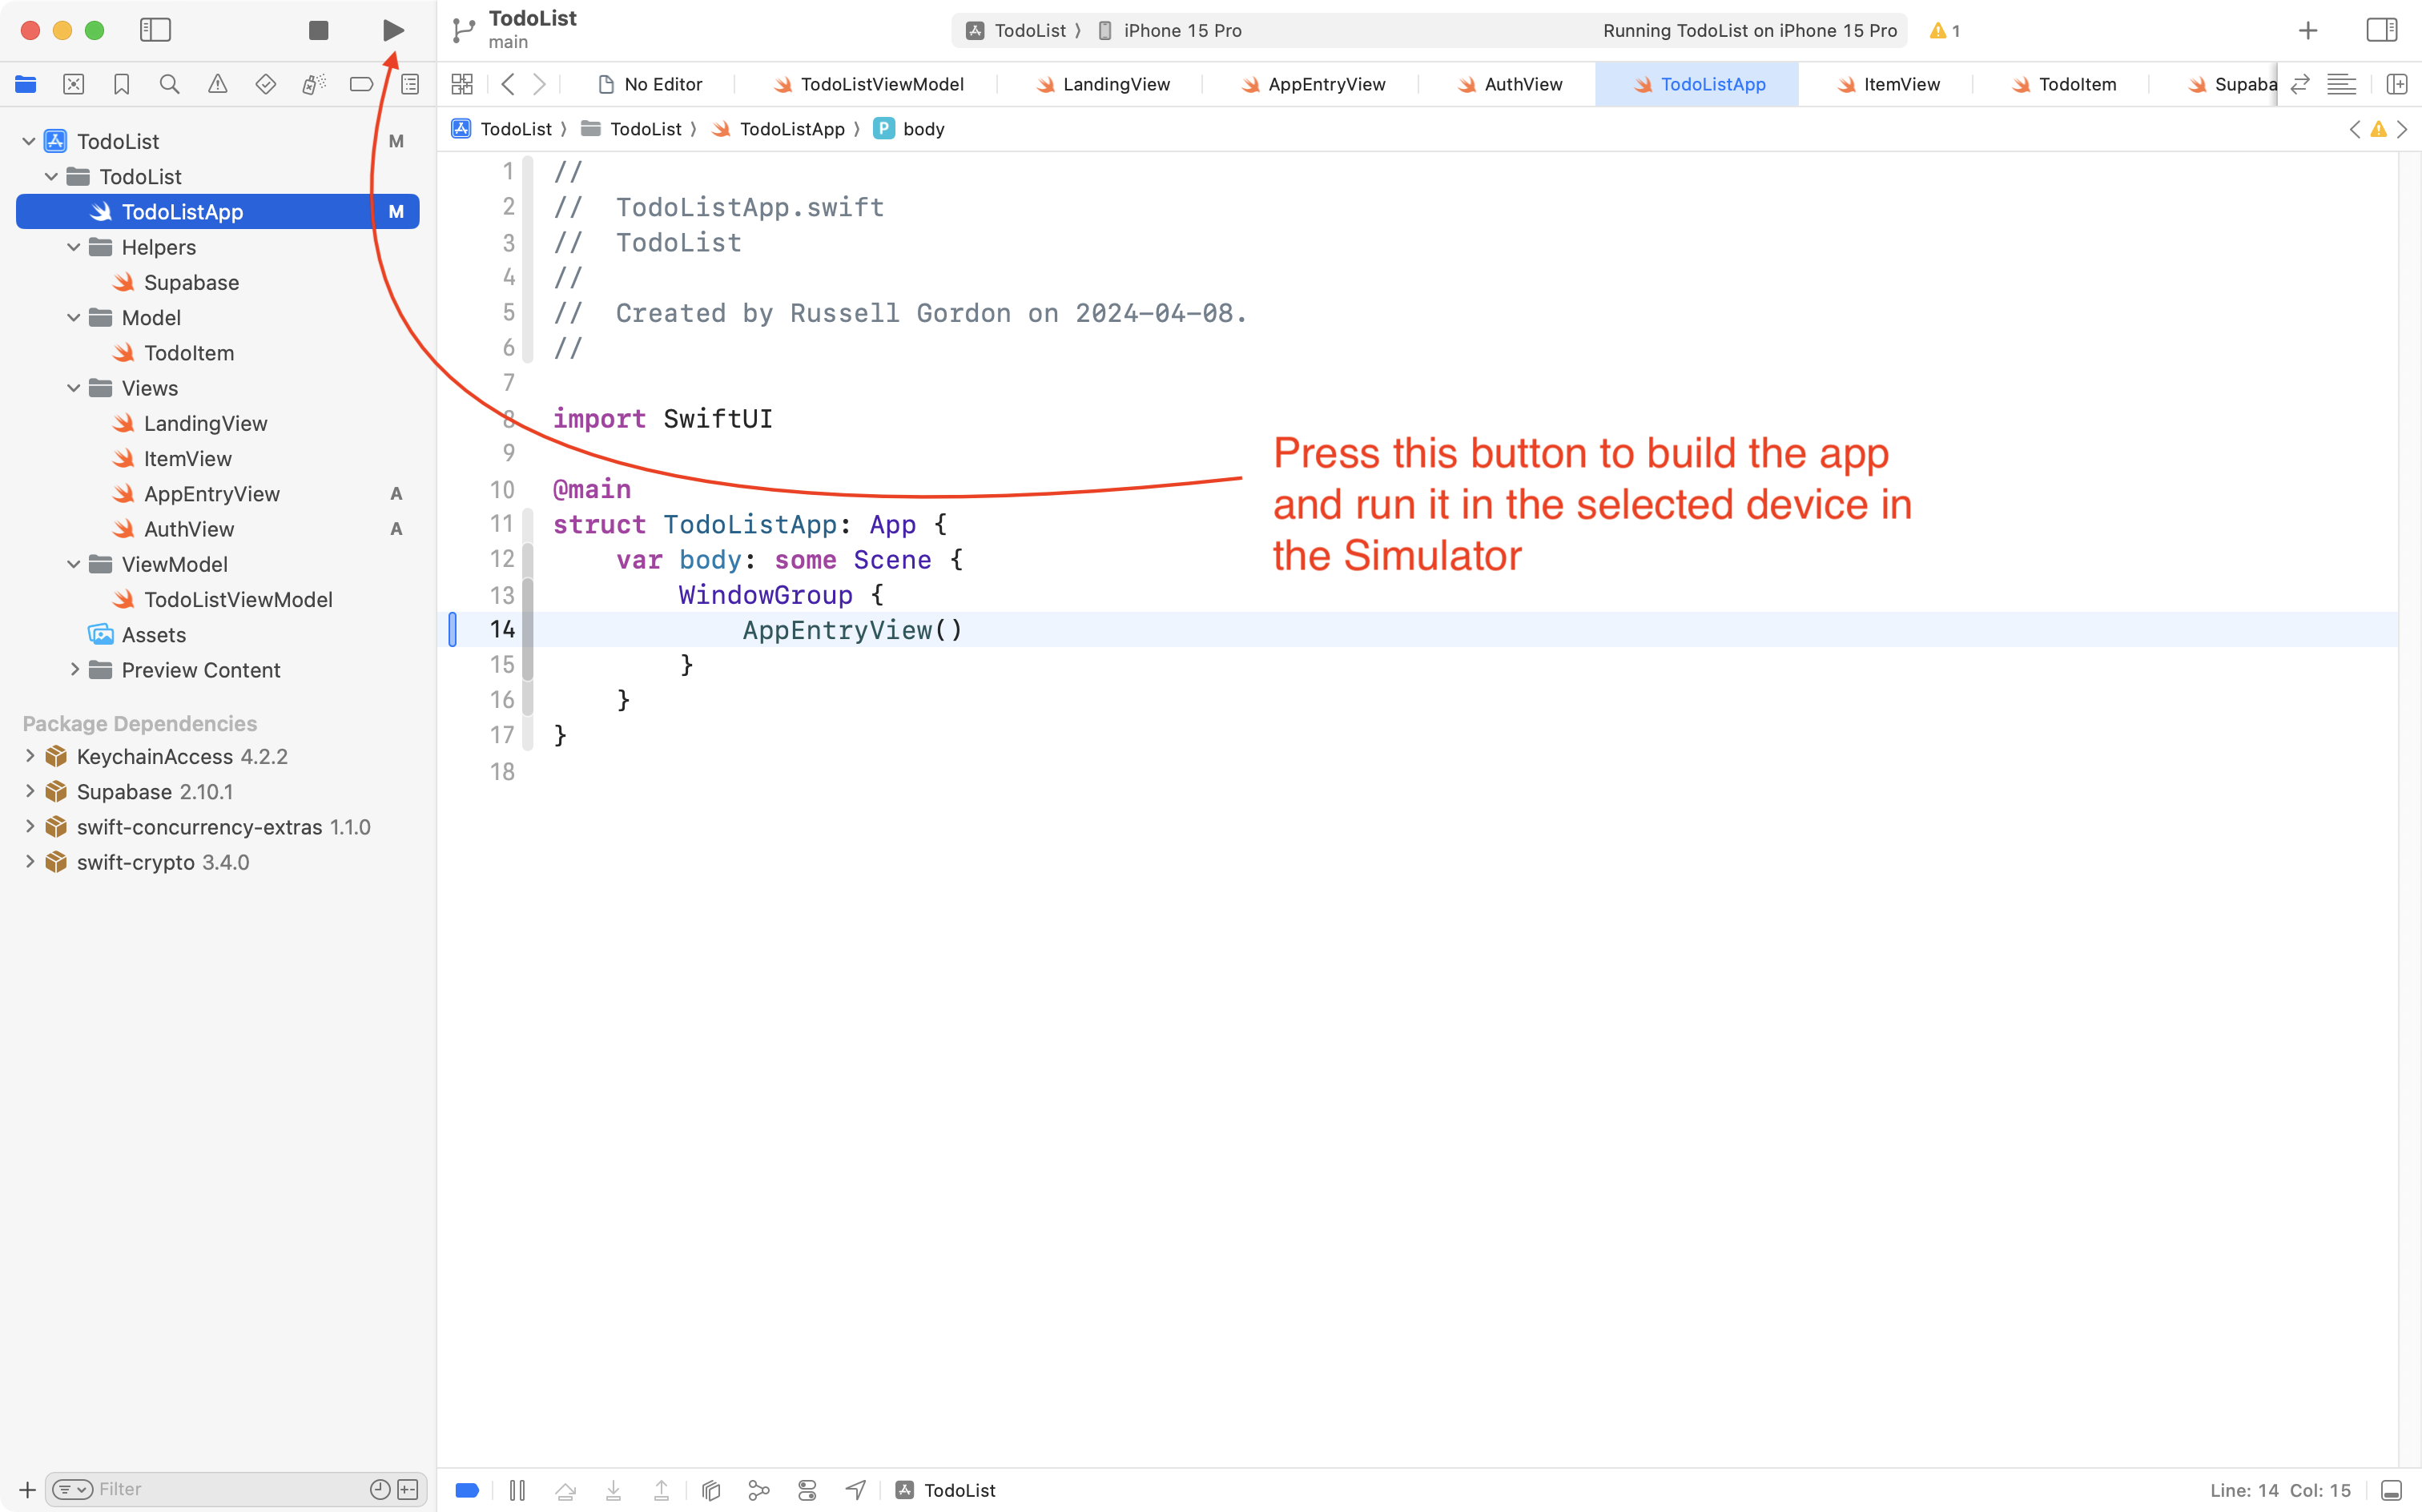 TodoList
main
TodoList 〉 iPhone 15 Pro
Running TodoList on iPhone 15 Pro
1
No Editor
TodoListViewModel
LandingView
AppEntryView
AuthView
TodoListApp
ItemView
TodoItem
Supaba
TodoList 〉 TodoList 〉 TodoListApp 〉 P body
TodoList M
TodoList
TodoListApp M
Helpers
Supabase
Model
TodoItem
Views
LandingView
ItemView
AppEntryView A
AuthView A
ViewModel
TodoListViewModel
Assets
Preview Content
Package Dependencies
KeychainAccess 4.2.2
Supabase 2.10.1
swift-concurrency-extras 1.1.0
swift-crypto 3.4.0
Filter
1 //
2 //  TodoListApp.swift
3 //  TodoList
4 //
5 //  Created by Russell Gordon on 2024-04-08.
6 //
7
8 import SwiftUI
9
10 @main
11 struct TodoListApp: App {
12     var body: some Scene {
13         WindowGroup {
14             AppEntryView()
15         }
16     }
17 }
18
Press this button to build the app
and run it in the selected device in
the Simulator
TodoList
Line: 14 Col: 15